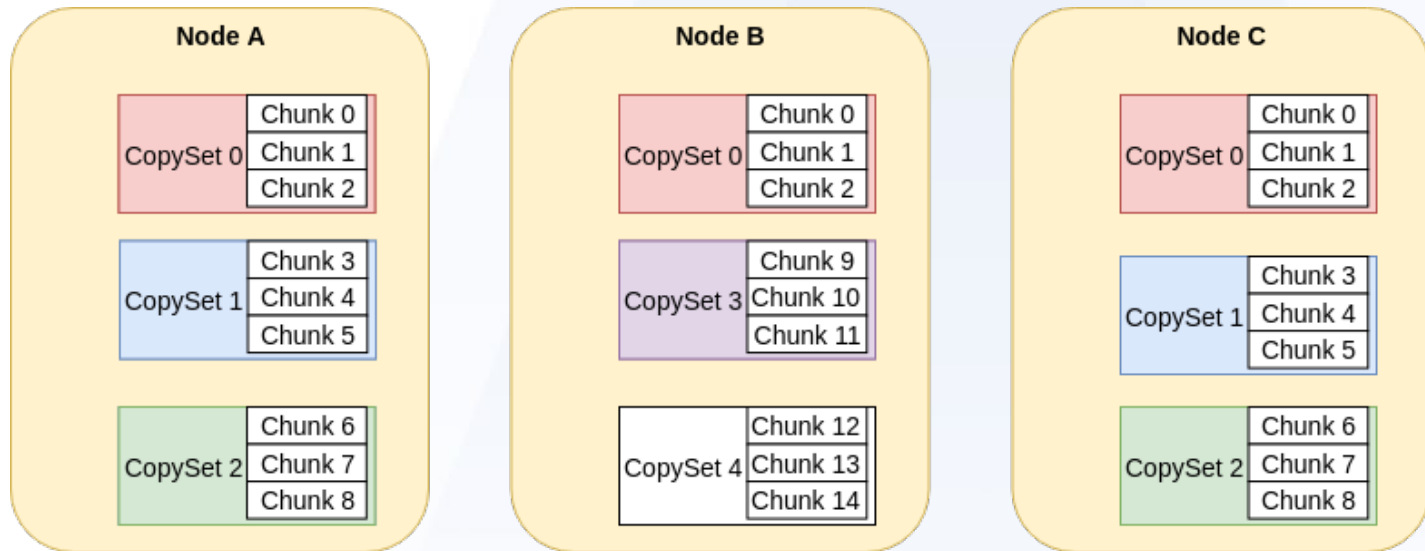 Node A
CopySet 0
Chunk 0
Chunk 1
Chunk 2
CopySet 1
Chunk 3
Chunk 4
Chunk 5
CopySet 2
Chunk 6
Chunk 7
Chunk 8
Node B
CopySet 0
Chunk 0
Chunk 1
Chunk 2
CopySet 3
Chunk 9
Chunk 10
Chunk 11
CopySet 4
Chunk 12
Chunk 13
Chunk 14
Node C
CopySet 0
Chunk 0
Chunk 1
Chunk 2
CopySet 1
Chunk 3
Chunk 4
Chunk 5
CopySet 2
Chunk 6
Chunk 7
Chunk 8